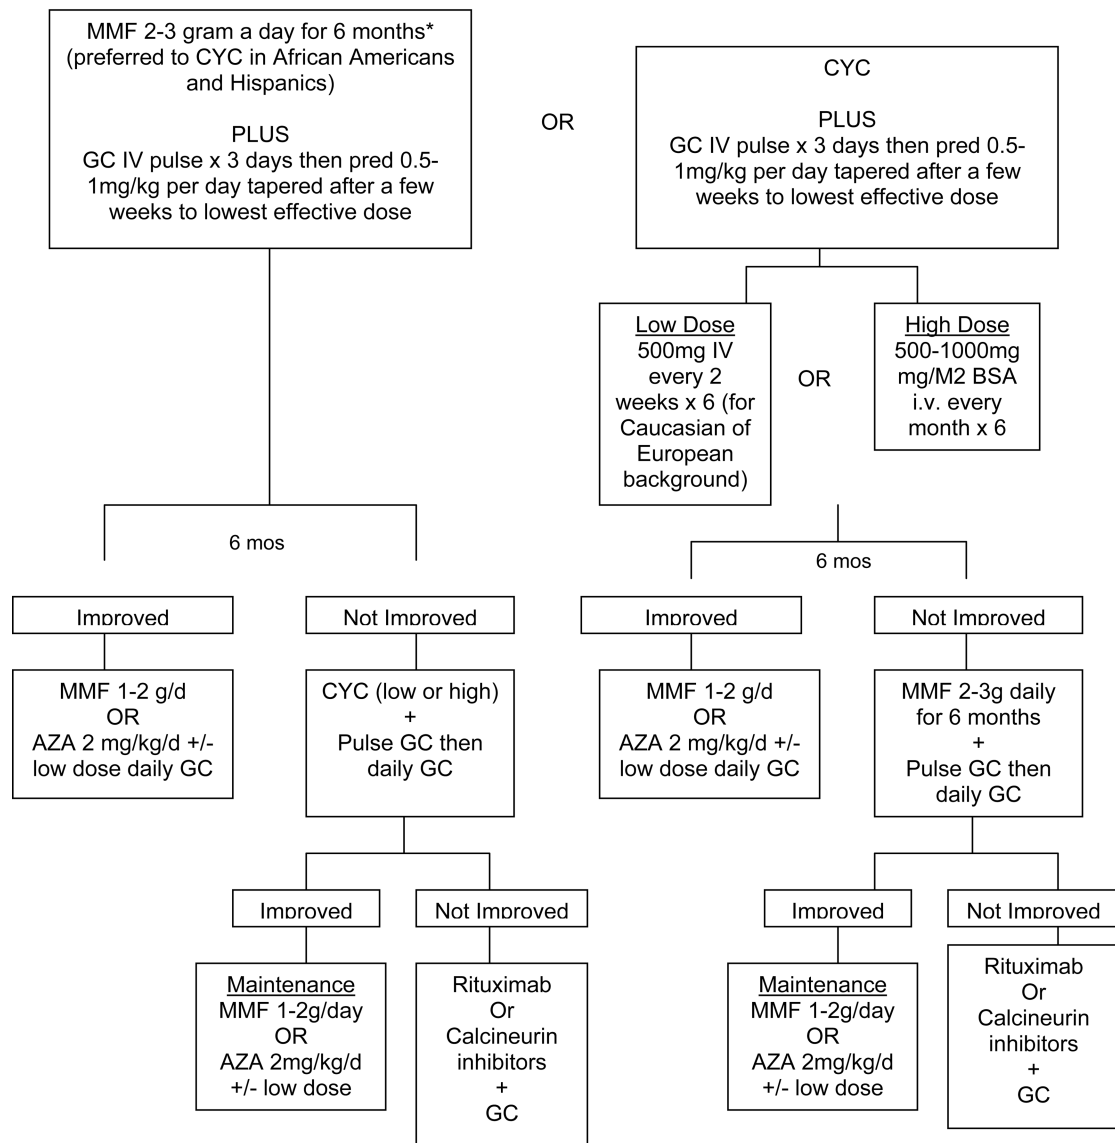 MMF 2-3 gram a day for 6 months*
(preferred to CYC in African Americans
and Hispanics)
PLUS
GC IV pulse x 3 days then pred 0.5-
1mg/kg per day tapered after a few
weeks to lowest effective dose
OR
CYC
PLUS
GC IV pulse x 3 days then pred 0.5-
1mg/kg per day tapered after a few
weeks to lowest effective dose
Low Dose
500mg IV
every 2
weeks x 6 (for
Caucasian of
European
background)
OR
High Dose
500-1000mg
mg/M2 BSA
i.v. every
month x 6
6 mos
6 mos
Improved
Not Improved
Improved
Not Improved
MMF 1-2 g/d
OR
AZA 2 mg/kg/d +/-
low dose daily GC
CYC (low or high)
+
Pulse GC then
daily GC
MMF 1-2 g/d
OR
AZA 2 mg/kg/d +/-
low dose daily GC
MMF 2-3g daily
for 6 months
+
Pulse GC then
daily GC
Improved
Not Improved
Improved
Not Improved
Maintenance
MMF 1-2g/day
OR
AZA 2mg/kg/d
+/- low dose
Rituximab
Or
Calcineurin
inhibitors
+
GC
Maintenance
MMF 1-2g/day
OR
AZA 2mg/kg/d
+/- low dose
Rituximab
Or
Calcineurin
inhibitors
+
GC